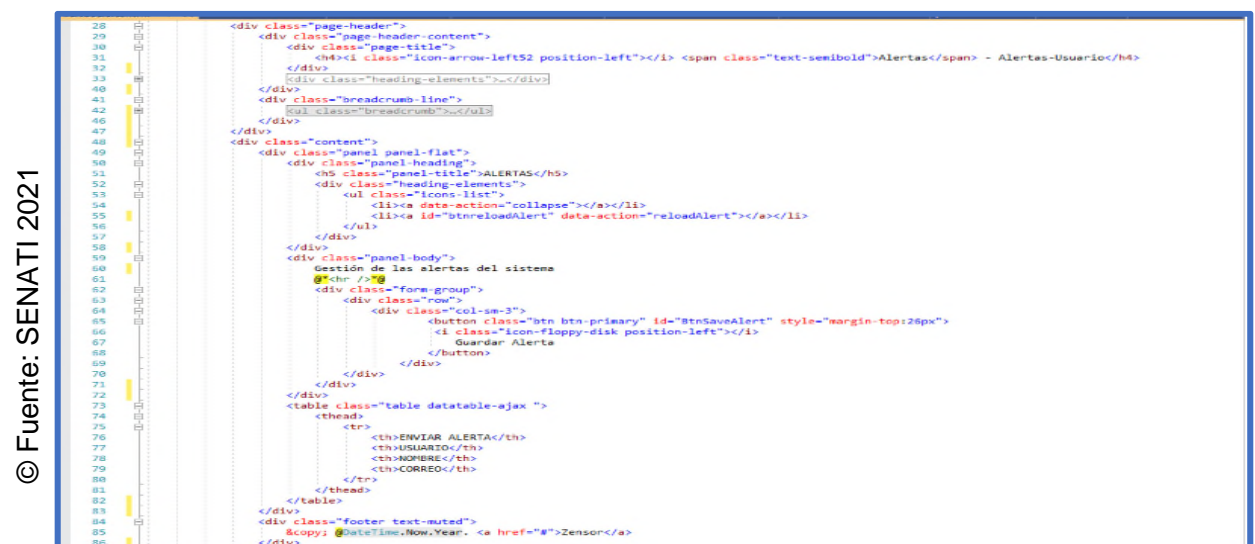 © Fuente: SENATI 2021
28 <div class="page-header">
29 <div class="page-header-content">
30 <div class="page-title">
31 <h4><i class="icon-arrow-left52 position-left"></i> <span class="text-semibold">Alertas</span> - Alertas-Usuario</h4>
32 </div>
33 <div class="heading-elements">…</div>
40 </div>
41 <div class="breadcrumb-line">
42 <ul class="breadcrumb">…</ul>
46 </div>
47 </div>
48 <div class="content">
49 <div class="panel panel-flat">
50 <div class="panel-heading">
51 <h5 class="panel-title">ALERTAS</h5>
52 <div class="heading-elements">
53 <ul class="icons-list">
54 <li><a data-action="collapse"></a></li>
55 <li><a id="btnreloadAlert" data-action="reloadAlert"></a></li>
56 </ul>
57 </div>
58 </div>
59 <div class="panel-body">
60 Gestión de las alertas del sistema
61 @*<hr />*@
62 <div class="form-group">
63 <div class="row">
64 <div class="col-sm-3">
65 <button class="btn btn-primary" id="BtnSaveAlert" style="margin-top:26px">
66 <i class="icon-floppy-disk position-left"></i>
67 Guardar Alerta
68 </button>
69 </div>
70 </div>
71 </div>
72 </div>
73 <table class="table datatable-ajax ">
74 <thead>
75 <tr>
76 <th>ENVIAR ALERTA</th>
77 <th>USUARIO</th>
78 <th>NOMBRE</th>
79 <th>CORREO</th>
80 </tr>
81 </thead>
82 </table>
83 </div>
84 <div class="footer text-muted">
85 &copy; @DateTime.Now.Year. <a href="#">Zensor</a>
86 </div>